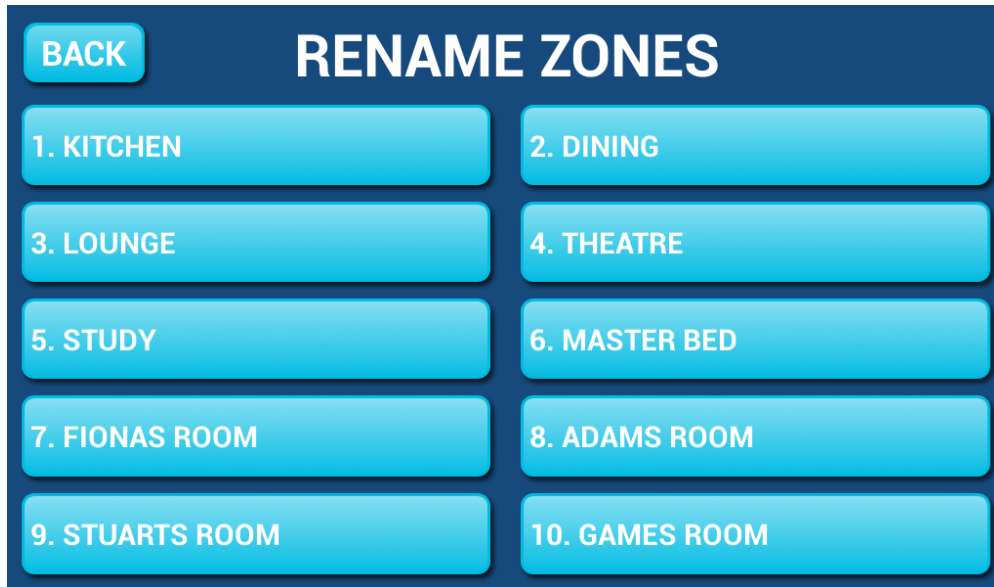 BACK
RENAME ZONES
1. KITCHEN
2. DINING
3. LOUNGE
4. THEATRE
5. STUDY
6. MASTER BED
7. FIONAS ROOM
8. ADAMS ROOM
9. STUARTS ROOM
10. GAMES ROOM